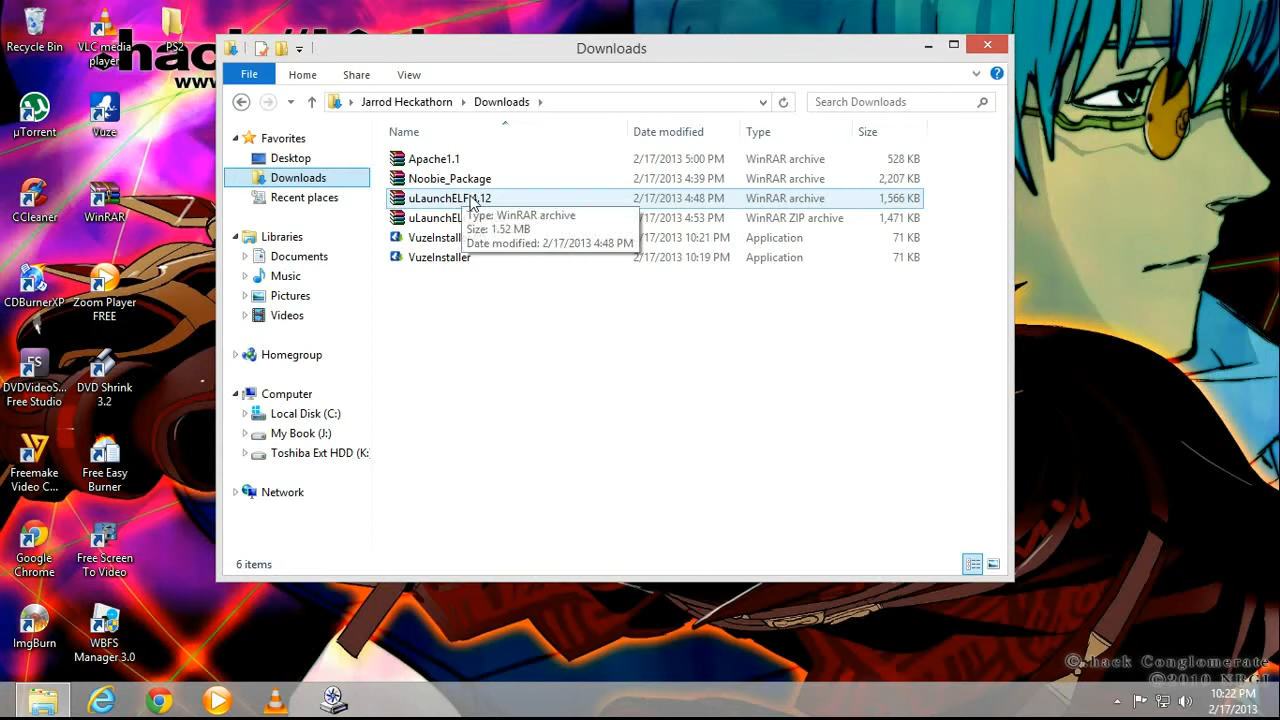 Recycle Bin
VLC media player
PS2
.hack//
www.
Downloads
File
Home
Share
View
Jarrod Heckathorn
Downloads
Search Downloads
µTorrent
Vuze
CCleaner
WinRAR
CDBurnerXP
Zoom Player FREE
DVDVideoS... Free Studio
DVD Shrink 3.2
Freemake Video C...
Free Easy Burner
Google Chrome
Free Screen To Video
ImgBurn
WBFS Manager 3.0
Favorites
Desktop
Downloads
Recent places
Libraries
Documents
Music
Pictures
Videos
Homegroup
Computer
Local Disk (C:)
My Book (J:)
Toshiba Ext HDD (K:
Network
Name Date modified Type Size
Apache1.1 2/17/2013 5:00 PM WinRAR archive 528 KB
Noobie_Package 2/17/2013 4:39 PM WinRAR archive 2,207 KB
uLaunchELF4.12 2/17/2013 4:48 PM WinRAR archive 1,566 KB
uLaunchEL 2/17/2013 4:53 PM WinRAR ZIP archive 1,471 KB
VuzeInstall 2/17/2013 10:21 PM Application 71 KB
VuzeInstaller 2/17/2013 10:19 PM Application 71 KB
Type: WinRAR archive
Size: 1.52 MB
Date modified: 2/17/2013 4:48 PM
6 items
©.hack Conglomerate
©2010 NBGI
10:22 PM
2/17/2013